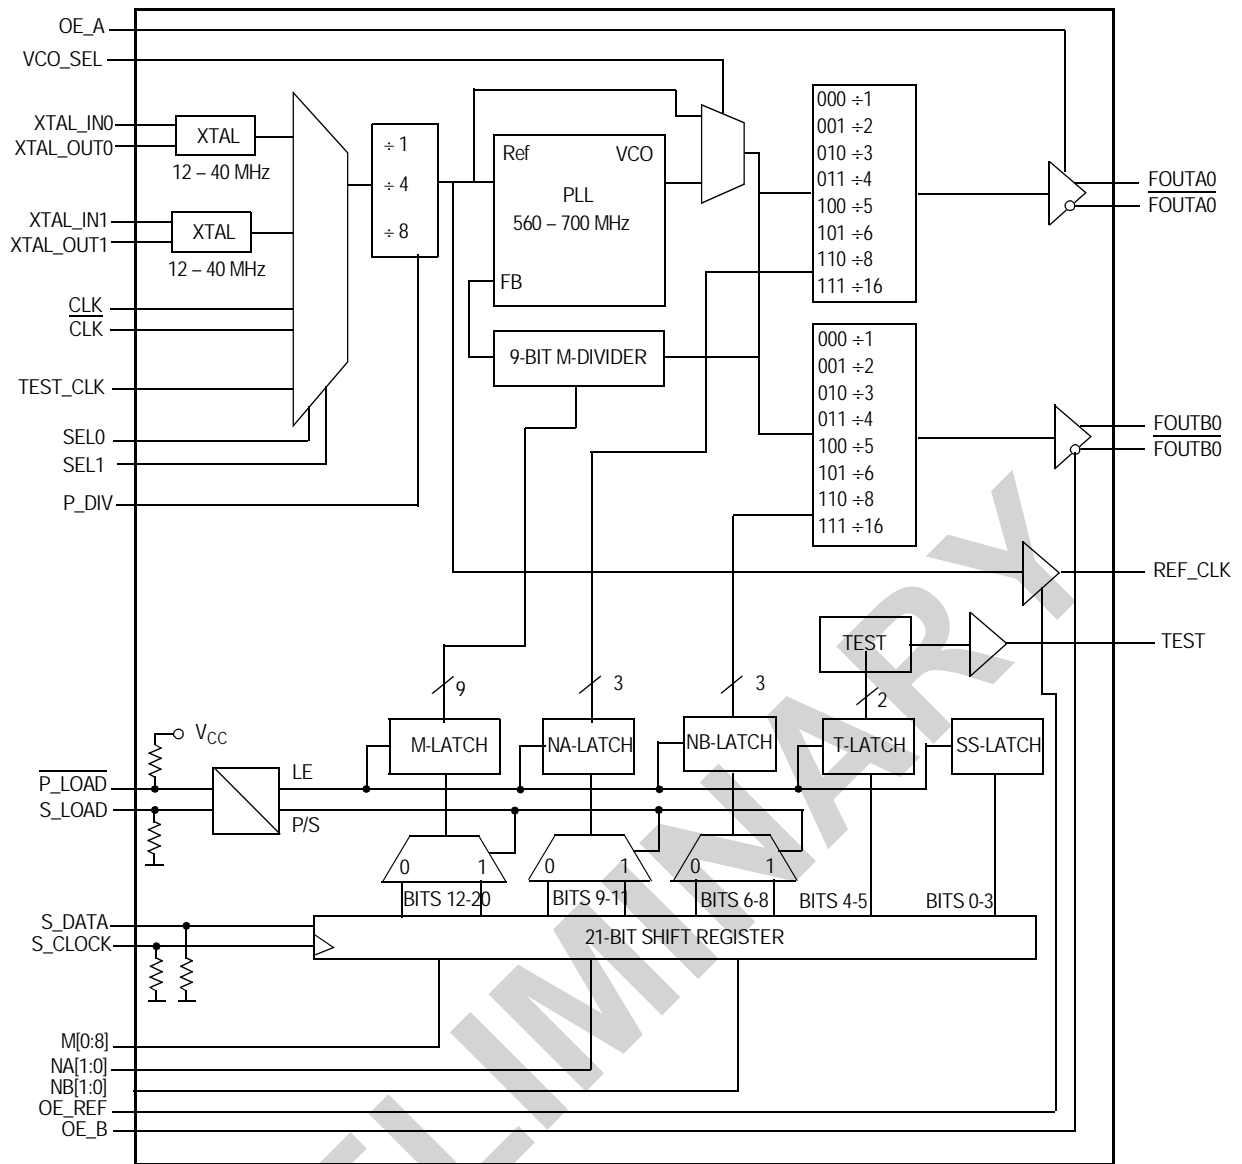 OE_A
VCO_SEL
XTAL_IN0
XTAL_OUT0
XTAL
12 – 40 MHz
XTAL_IN1
XTAL_OUT1
XTAL
12 – 40 MHz
CLK
CLK
TEST_CLK
SEL0
SEL1
P_DIV
÷ 1
÷ 4
÷ 8
Ref
VCO
PLL
560 – 700 MHz
FB
9-BIT M-DIVIDER
000 ÷1
001 ÷2
010 ÷3
011 ÷4
100 ÷5
101 ÷6
110 ÷8
111 ÷16
000 ÷1
001 ÷2
010 ÷3
011 ÷4
100 ÷5
101 ÷6
110 ÷8
111 ÷16
FOUTA0
FOUTA0
FOUTB0
FOUTB0
REF_CLK
TEST
TEST
9
3
3
2
M-LATCH
NA-LATCH
NB-LATCH
T-LATCH
SS-LATCH
VCC
P_LOAD
S_LOAD
LE
P/S
0 1
0 1
0 1
BITS 12-20
BITS 9-11
BITS 6-8
BITS 4-5
BITS 0-3
S_DATA
S_CLOCK
21-BIT SHIFT REGISTER
M[0:8]
NA[1:0]
NB[1:0]
OE_REF
OE_B
ELIMINARY